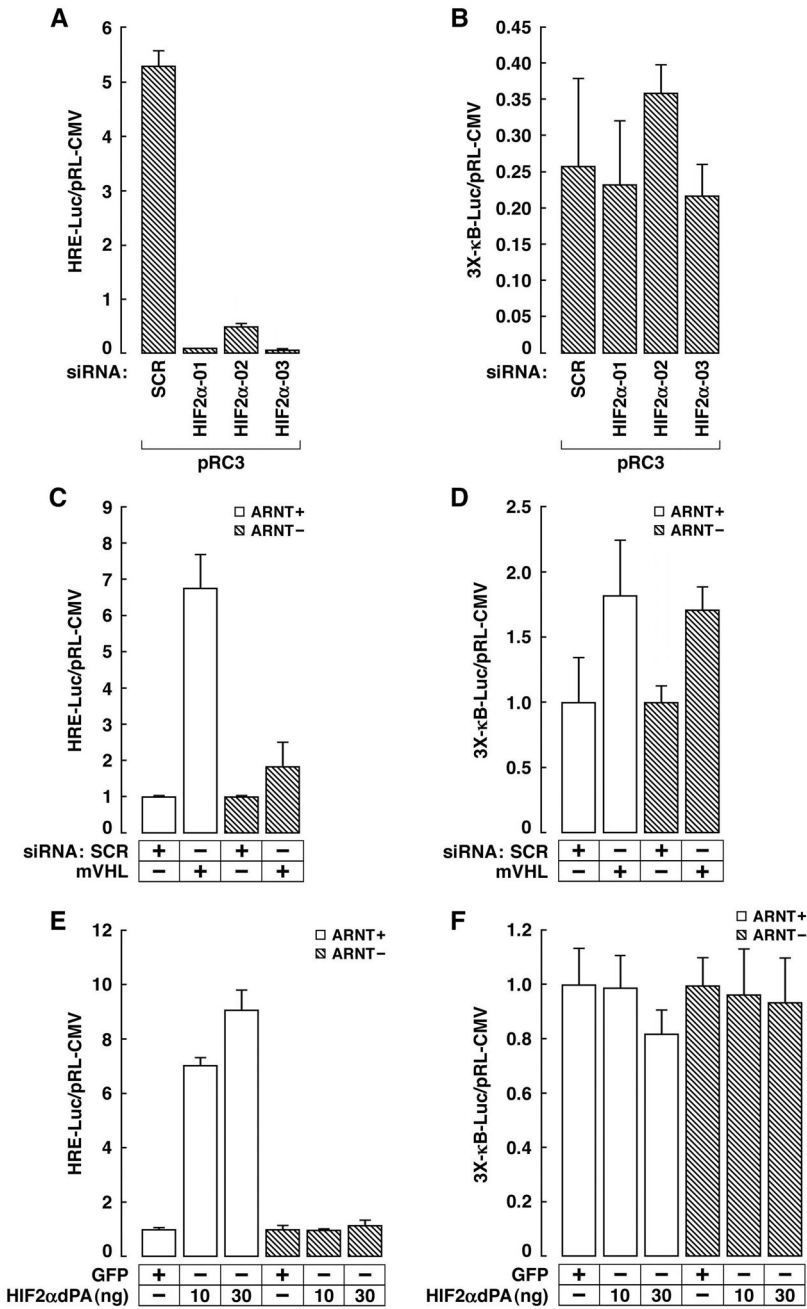 A
HRE-Luc/pRL-CMV
6
5
4
3
2
1
0
siRNA:
SCR
HIF2α-01
HIF2α-02
HIF2α-03
pRC3
B
3X-κB-Luc/pRL-CMV
0.45
0.40
0.35
0.30
0.25
0.20
0.15
0.10
0.05
0
siRNA:
SCR
HIF2α-01
HIF2α-02
HIF2α-03
pRC3
C
HRE-Luc/pRL-CMV
9
8
7
6
5
4
3
2
1
0
ARNT+
ARNT−
siRNA: SCR + − + −
mVHL − + − +
D
3X-κB-Luc/pRL-CMV
2.5
2.0
1.5
1.0
0.5
0
ARNT+
ARNT−
siRNA: SCR + − + −
mVHL − + − +
E
HRE-Luc/pRL-CMV
12
10
8
6
4
2
0
ARNT+
ARNT−
GFP + − − + − −
HIF2αdPA(ng) − 10 30 − 10 30
F
3X-κB-Luc/pRL-CMV
1.2
1.0
0.8
0.6
0.4
0.2
0
ARNT+
ARNT−
GFP + − − + − −
HIF2αdPA(ng) − 10 30 − 10 30